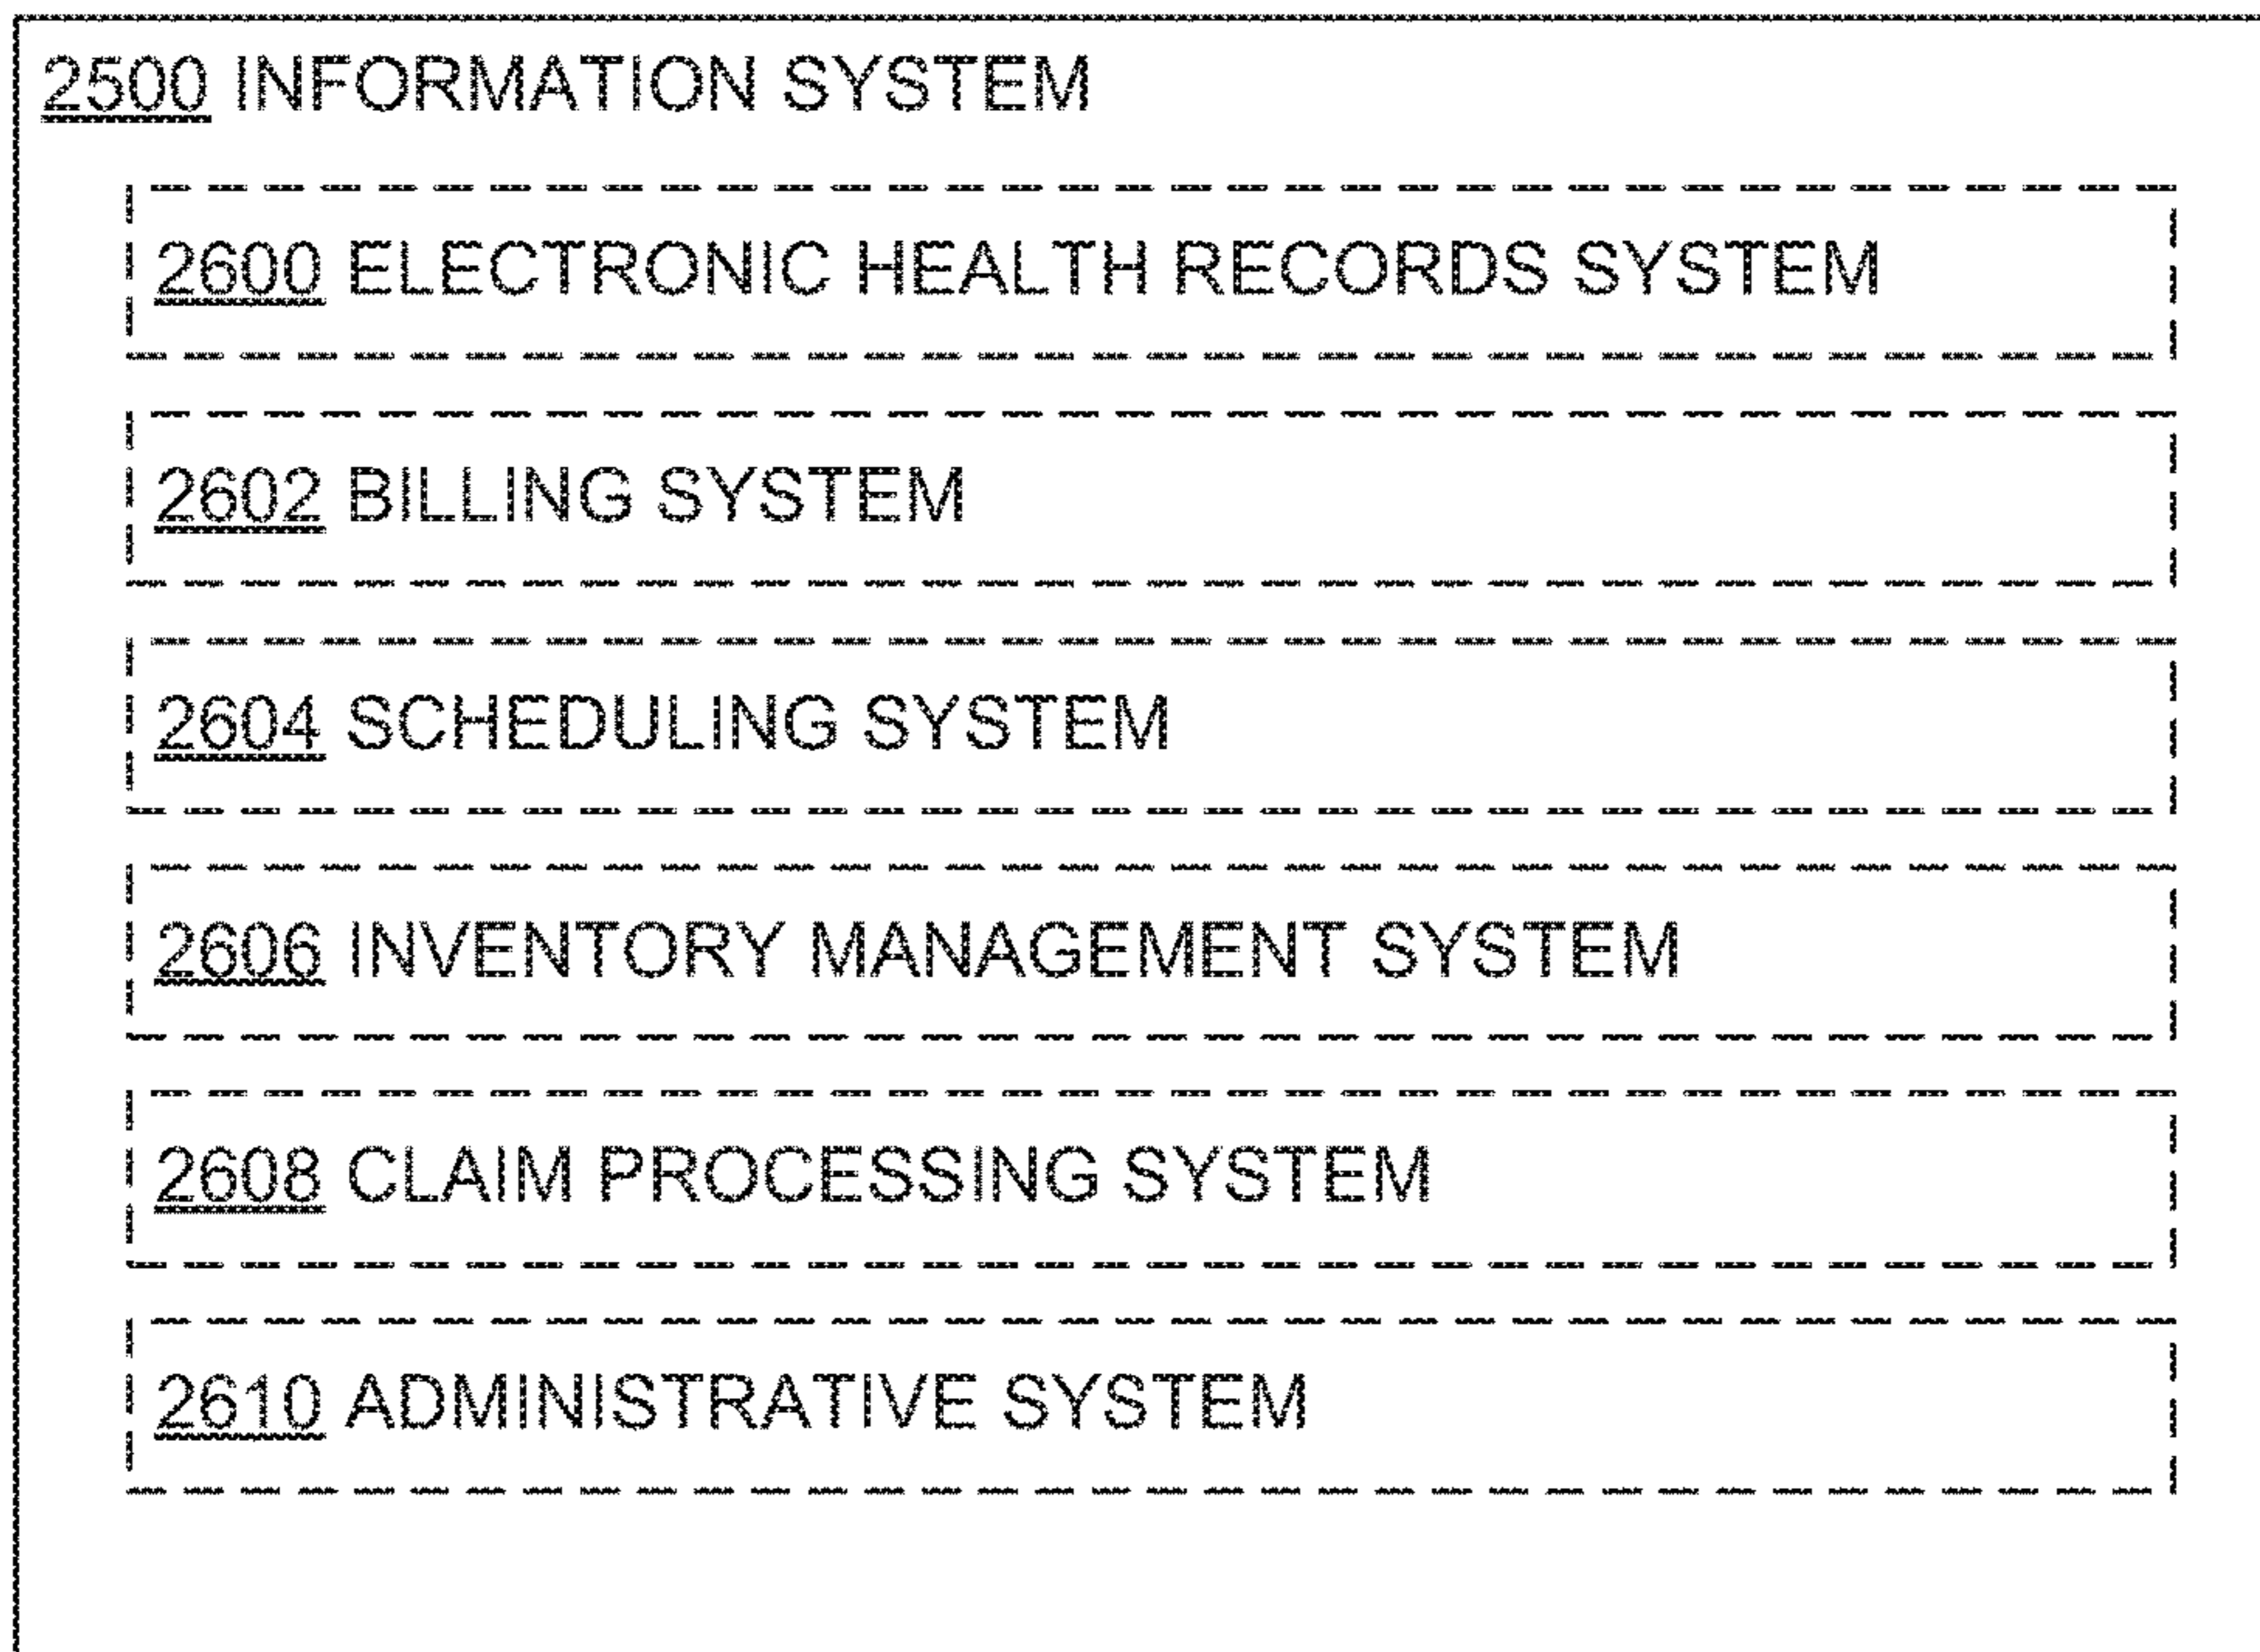 2500 INFORMATION SYSTEM
2600 ELECTRONIC HEALTH RECORDS SYSTEM
2602 BILLING SYSTEM
2604 SCHEDULING SYSTEM
2606 INVENTORY MANAGEMENT SYSTEM
2608 CLAIM PROCESSING SYSTEM
2610 ADMINISTRATIVE SYSTEM